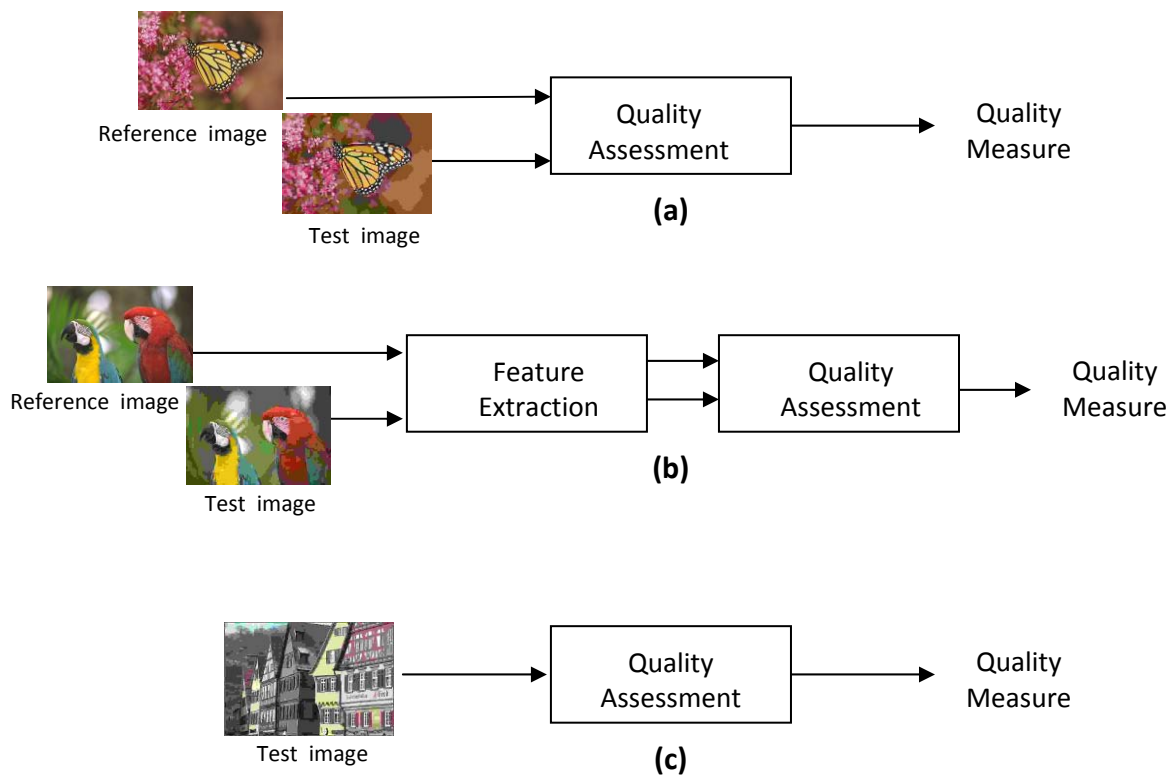 Reference image
Test image
Quality
Assessment
Quality
Measure
(a)
Reference image
Test image
Feature
Extraction
Quality
Assessment
Quality
Measure
(b)
Test image
Quality
Assessment
Quality
Measure
(c)